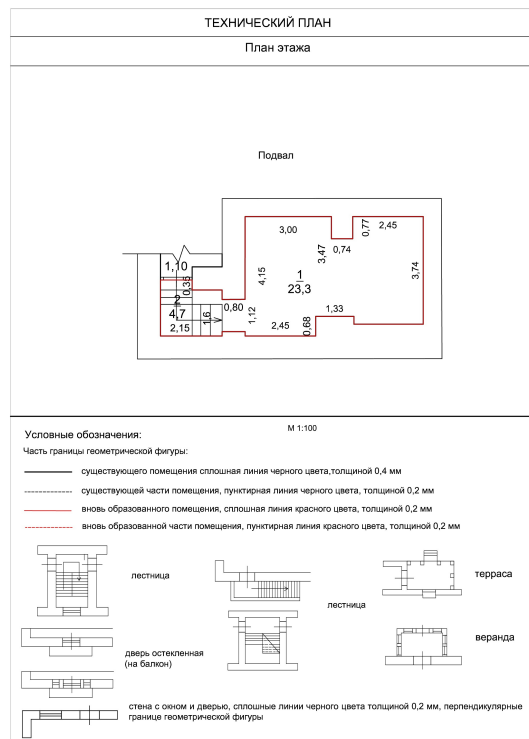 ТЕХНИЧЕСКИЙ ПЛАН
План этажа
Подвал
3,00
0,74
0,77
2,45
3,47
1,10
0,35
4,15
1
23,3
3,74
2
4,7
0,80
1,6
2,15
1,12
2,45
0,68
1,33
М 1:100
Условные обозначения:
Часть границы геометрической фигуры:
существующего помещения сплошная линия черного цвета,толщиной 0,4 мм
существующей части помещения, пунктирная линия черного цвета, толщиной 0,2 мм
вновь образованного помещения, сплошная линия красного цвета, толщиной 0,2 мм
вновь образованной части помещения, пунктирная линия красного цвета, толщиной 0,2 мм
лестница
лестница
терраса
дверь остекленная
(на балкон)
веранда
стена с окном и дверью, сплошные линии черного цвета толщиной 0,2 мм, перпендикулярные
границе геометрической фигуры